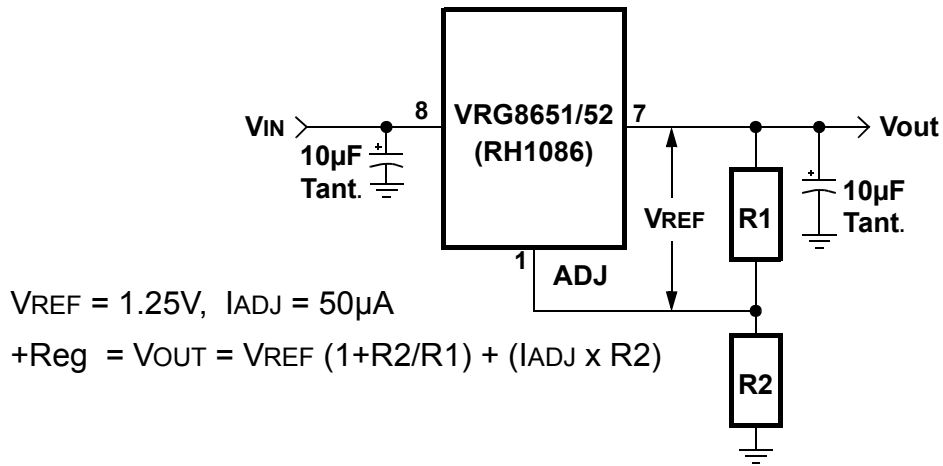 8
VRG8651/52
(RH1086)
7
VIN
Vout
+
10µF
Tant.
VREF
R1
+
10µF
Tant.
1
ADJ
VREF = 1.25V, IADJ = 50µA
+Reg = VOUT = VREF (1+R2/R1) + (IADJ x R2)
R2